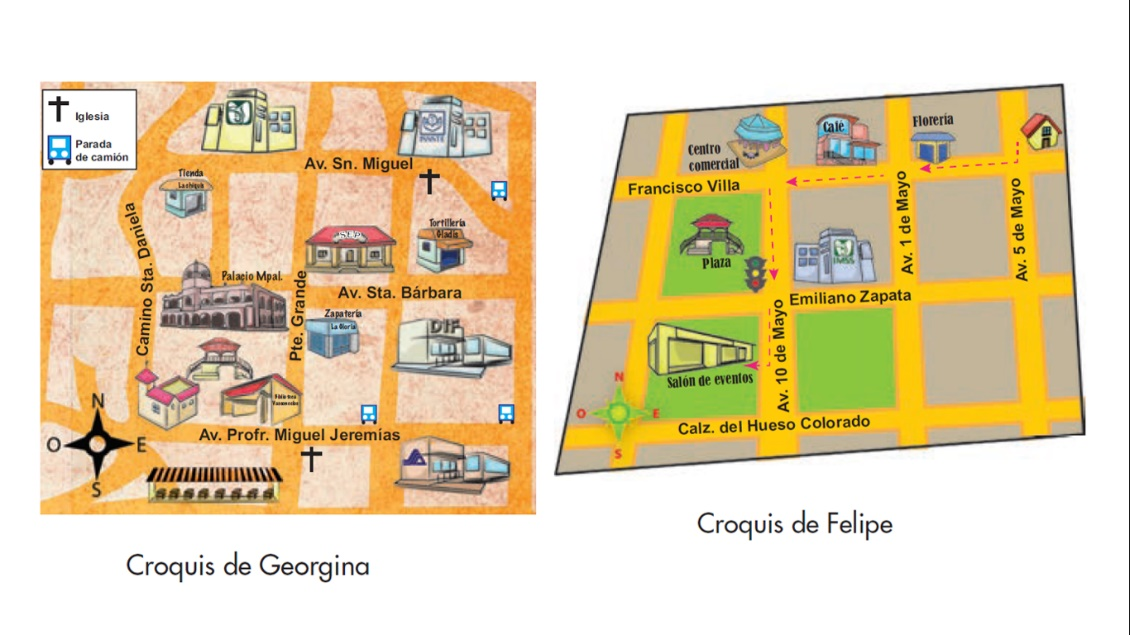 Iglesia
Parada
de camión
Av. Sn. Miguel
Tienda
Camino Sta. Daniela
S.E.P.
Tortillería
Gladis
Palacio Mpal.
Pte. Grande
Av. Sta. Bárbara
Zapatería
La Gloria
DIF
N
O
E
S
Av. Profr. Miguel Jeremías
Croquis de Georgina
Centro
comercial
Café
Florería
Francisco Villa
Av. 1 de Mayo
Av. 5 de Mayo
Plaza
IMSS
Emiliano Zapata
Av. 10 de Mayo
Salón de eventos
N
O
E
S
Calz. del Hueso Colorado
Croquis de Felipe